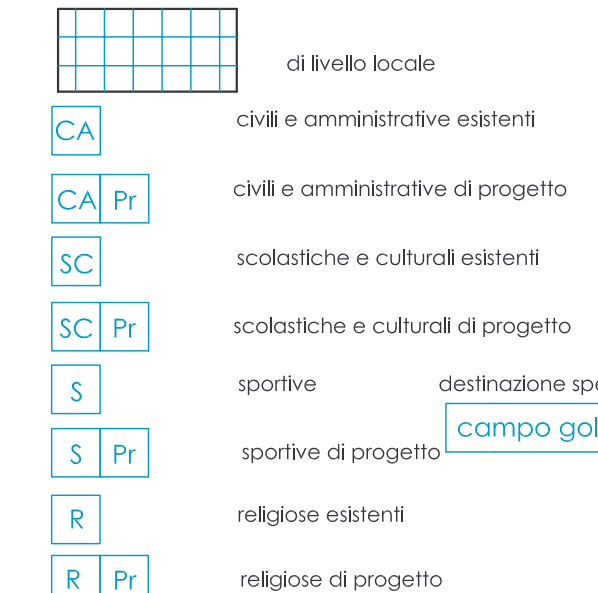 di livello locale
CA civili e amministrative esistenti
CA Pr civili e amministrative di progetto
SC scolastiche e culturali esistenti
SC Pr scolastiche e culturali di progetto
S sportive destinazione
campo
S Pr sportive di progetto
R religiose esistenti
R Pr religiose di progetto